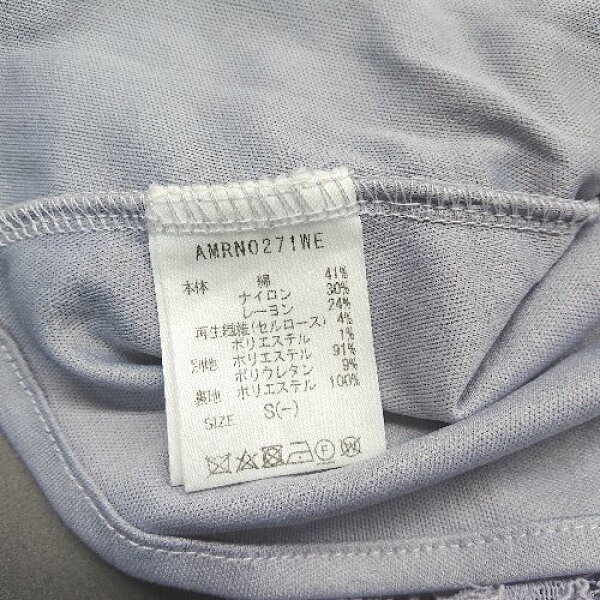 AMRN0271WE
本体 綿 41%
ナイロン 30%
レーヨン 24%
再生繊維(セルロース) 4%
ポリエステル 1%
別地 ポリエステル 91%
ポリウレタン 9%
裏地 ポリエステル 100%
SIZE S(-)
F W